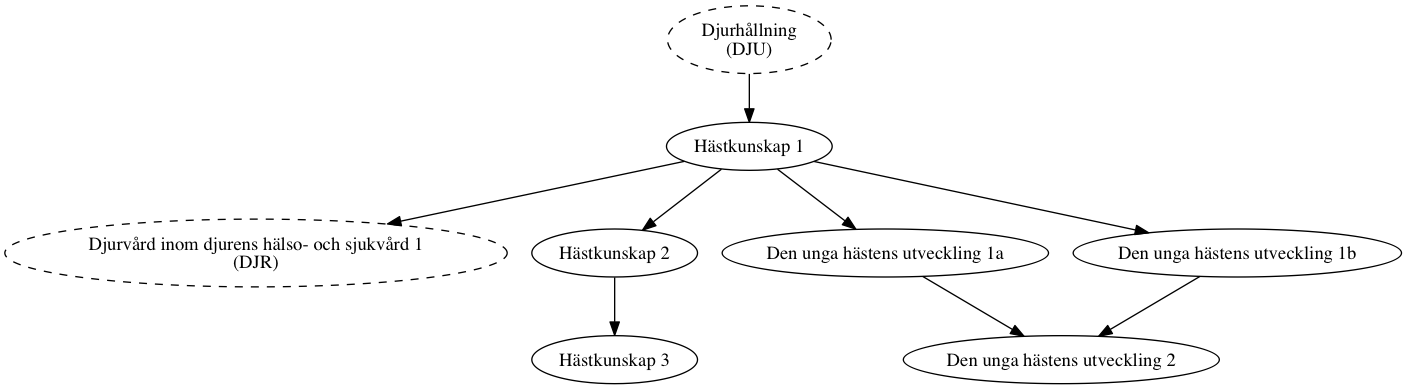 Djurhållning
(DJU)
Hästkunskap 1
Djurvård inom djurens hälso- och sjukvård 1
(DJR)
Hästkunskap 2
Den unga hästens utveckling 1a
Den unga hästens utveckling 1b
Hästkunskap 3
Den unga hästens utveckling 2